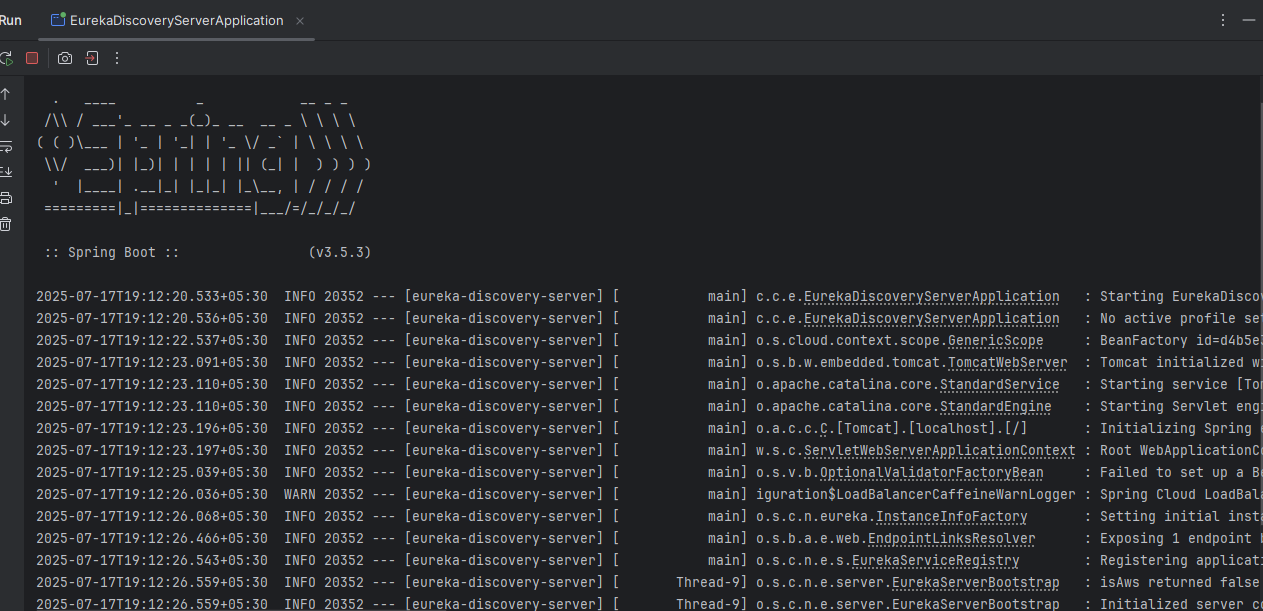 Run
EurekaDiscoveryServerApplication
:: Spring Boot ::                (v3.5.3)
2025-07-17T19:12:20.533+05:30  INFO 20352 --- [eureka-discovery-server] [           main] c.c.e.EurekaDiscoveryServerApplication   : Starting EurekaDisco
2025-07-17T19:12:20.536+05:30  INFO 20352 --- [eureka-discovery-server] [           main] c.c.e.EurekaDiscoveryServerApplication   : No active profile se
2025-07-17T19:12:22.537+05:30  INFO 20352 --- [eureka-discovery-server] [           main] o.s.cloud.context.scope.GenericScope     : BeanFactory id=d4b5e3
2025-07-17T19:12:23.091+05:30  INFO 20352 --- [eureka-discovery-server] [           main] o.s.b.w.embedded.tomcat.TomcatWebServer  : Tomcat initialized wi
2025-07-17T19:12:23.110+05:30  INFO 20352 --- [eureka-discovery-server] [           main] o.apache.catalina.core.StandardService   : Starting service [Tom
2025-07-17T19:12:23.110+05:30  INFO 20352 --- [eureka-discovery-server] [           main] o.apache.catalina.core.StandardEngine    : Starting Servlet engi
2025-07-17T19:12:23.196+05:30  INFO 20352 --- [eureka-discovery-server] [           main] o.a.c.c.C.[Tomcat].[localhost].[/]       : Initializing Spring e
2025-07-17T19:12:23.197+05:30  INFO 20352 --- [eureka-discovery-server] [           main] w.s.c.ServletWebServerApplicationContext : Root WebApplicationCo
2025-07-17T19:12:25.039+05:30  INFO 20352 --- [eureka-discovery-server] [           main] o.s.v.b.OptionalValidatorFactoryBean     : Failed to set up a Be
2025-07-17T19:12:26.036+05:30  WARN 20352 --- [eureka-discovery-server] [           main] iguration$LoadBalancerCaffeineWarnLogger : Spring Cloud LoadBala
2025-07-17T19:12:26.068+05:30  INFO 20352 --- [eureka-discovery-server] [           main] o.s.c.n.eureka.InstanceInfoFactory       : Setting initial insta
2025-07-17T19:12:26.466+05:30  INFO 20352 --- [eureka-discovery-server] [           main] o.s.b.a.e.web.EndpointLinksResolver      : Exposing 1 endpoint b
2025-07-17T19:12:26.543+05:30  INFO 20352 --- [eureka-discovery-server] [           main] o.s.c.n.e.s.EurekaServiceRegistry        : Registering applicati
2025-07-17T19:12:26.559+05:30  INFO 20352 --- [eureka-discovery-server] [       Thread-9] o.s.c.n.e.server.EurekaServerBootstrap   : isAws returned false
2025-07-17T19:12:26.559+05:30  INFO 20352 --- [eureka-discovery-server] [       Thread-9] o.s.c.n.e.server.EurekaServerBootstrap   : Initialized server co